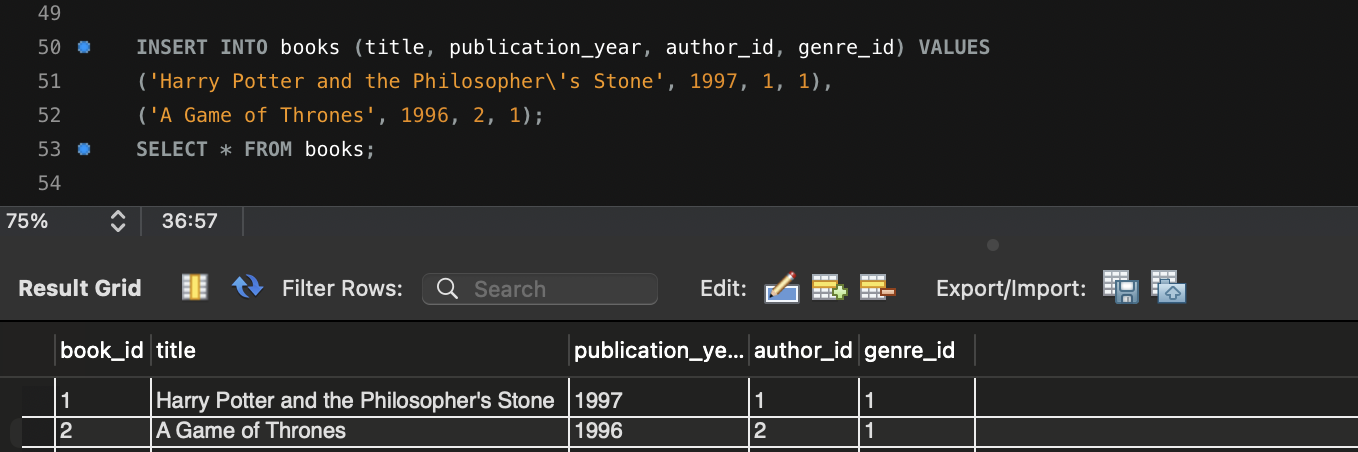 49
50 INSERT INTO books (title, publication_year, author_id, genre_id) VALUES
51 ('Harry Potter and the Philosopher\'s Stone', 1997, 1, 1),
52 ('A Game of Thrones', 1996, 2, 1);
53 SELECT * FROM books;
54
75% 36:57
Result Grid Filter Rows: Search Edit: Export/Import:
book_id title publication_ye... author_id genre_id
1 Harry Potter and the Philosopher's Stone 1997 1 1
2 A Game of Thrones 1996 2 1